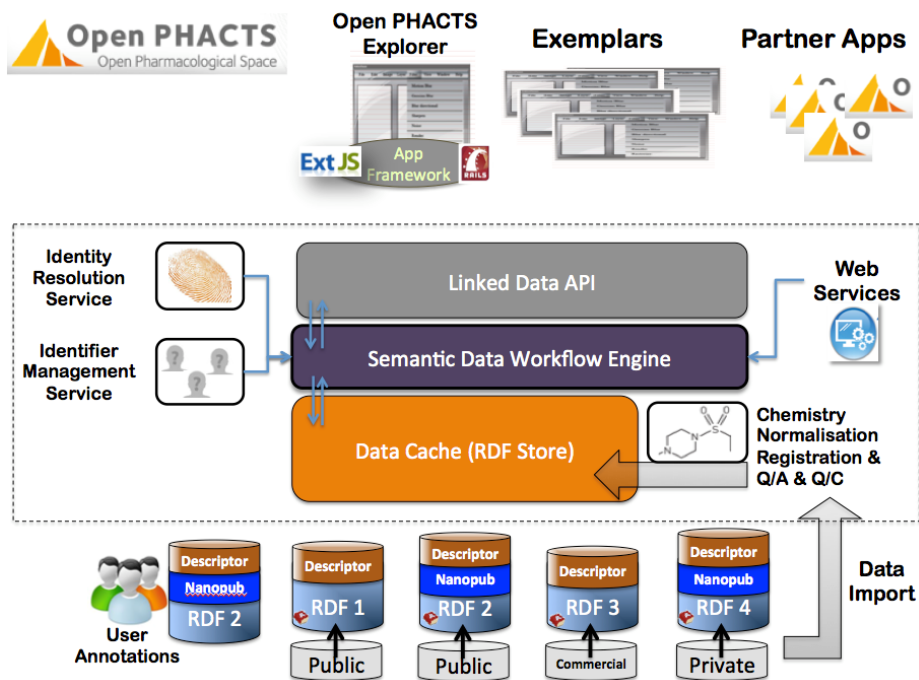 Open PHACTS
Open Pharmacological Space
Open PHACTS
Explorer
Exemplars
Partner Apps
Ext JS
App
Framework
RAILS
O
O
O
O
Identity
Resolution
Service
Linked Data API
Web
Services
Identifier
Management
Service
? ? ?
Semantic Data Workflow Engine
Data Cache (RDF Store)
O O
S
N
N
Chemistry
Normalisation
Registration &
Q/A & Q/C
Data
Import
User
Annotations
Descriptor
Nanopub
RDF 2
Descriptor
RDF 1
Public
Descriptor
Nanopub
RDF 2
Public
Descriptor
RDF 3
Commercial
Descriptor
Nanopub
RDF 4
Private